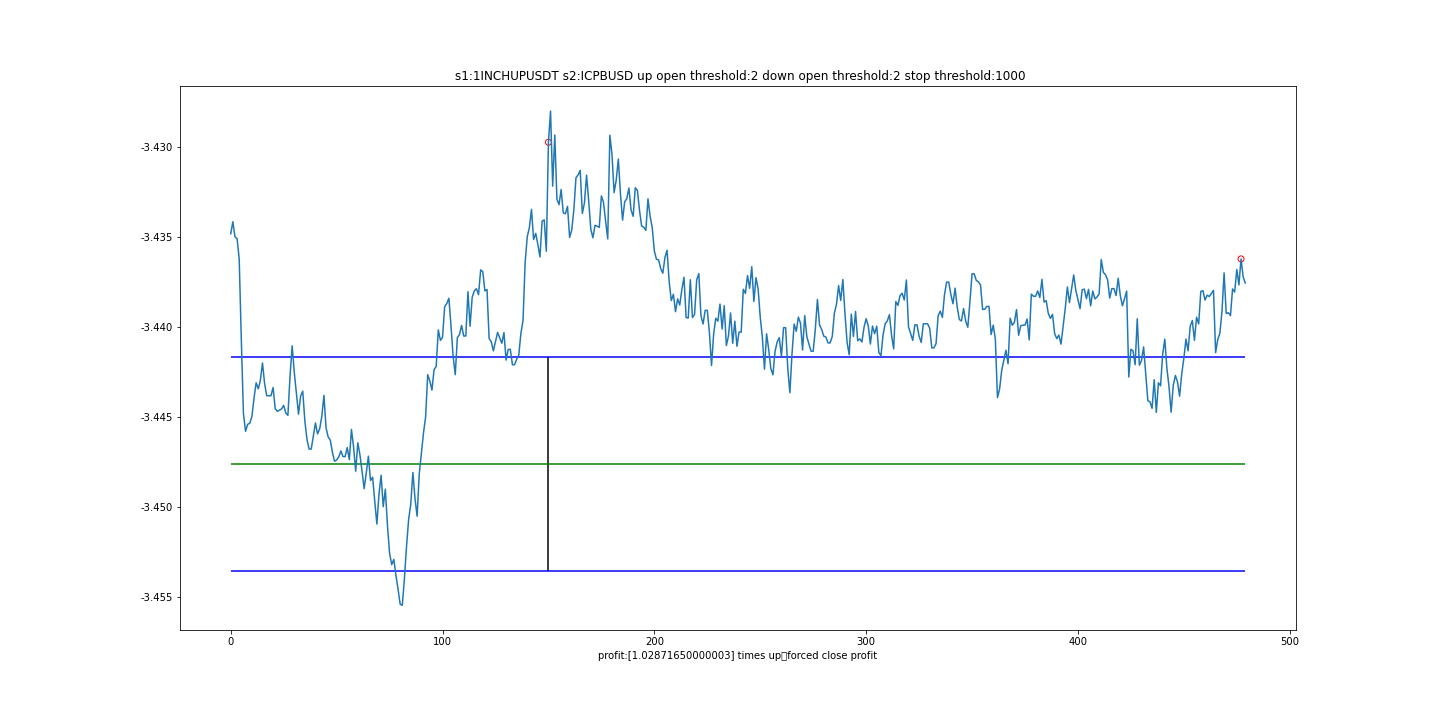 s1:1INCHUPUSDT s2:ICPBUSD up open threshold:2 down open threshold:2 stop threshold:1000
-3.430
-3.435
-3.440
-3.445
-3.450
-3.455
0 100 200 300 400 500
profit:[1.02871650000003] times up▯forced close profit